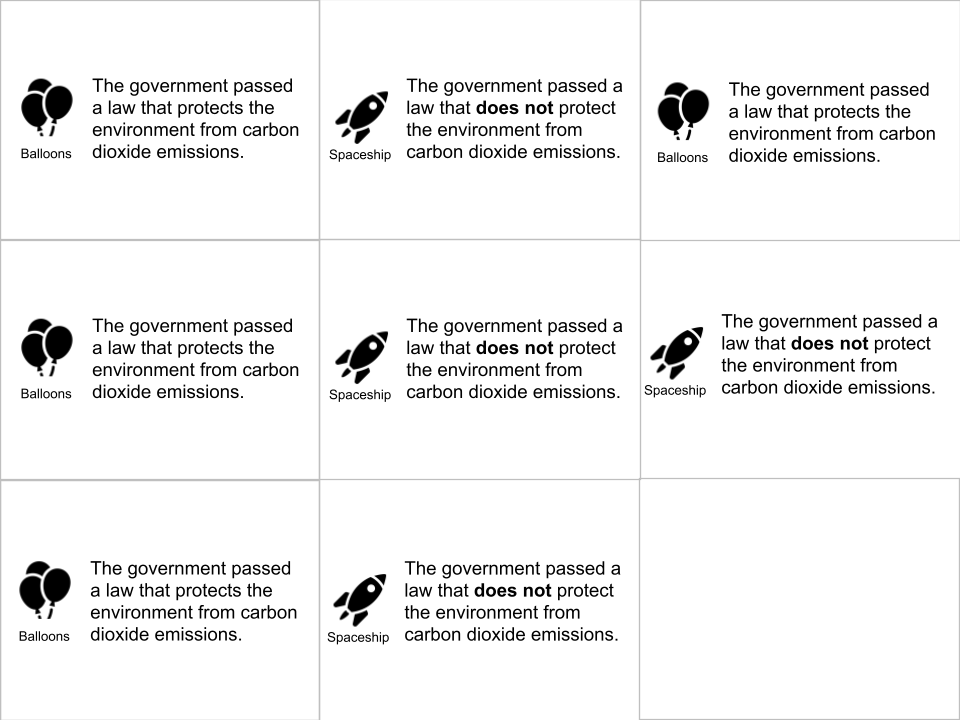 The government passed
a law that protects the
environment from carbon
dioxide emissions.
Balloons
The government passed a
law that does not protect
the environment from
carbon dioxide emissions.
Spaceship
The government passed
a law that protects the
environment from carbon
dioxide emissions.
Balloons
The government passed
a law that protects the
environment from carbon
dioxide emissions.
Balloons
The government passed a
law that does not protect
the environment from
carbon dioxide emissions.
Spaceship
The government passed a
law that does not protect
the environment from
carbon dioxide emissions.
Spaceship
The government passed
a law that protects the
environment from carbon
dioxide emissions.
Balloons
The government passed a
law that does not protect
the environment from
carbon dioxide emissions.
Spaceship